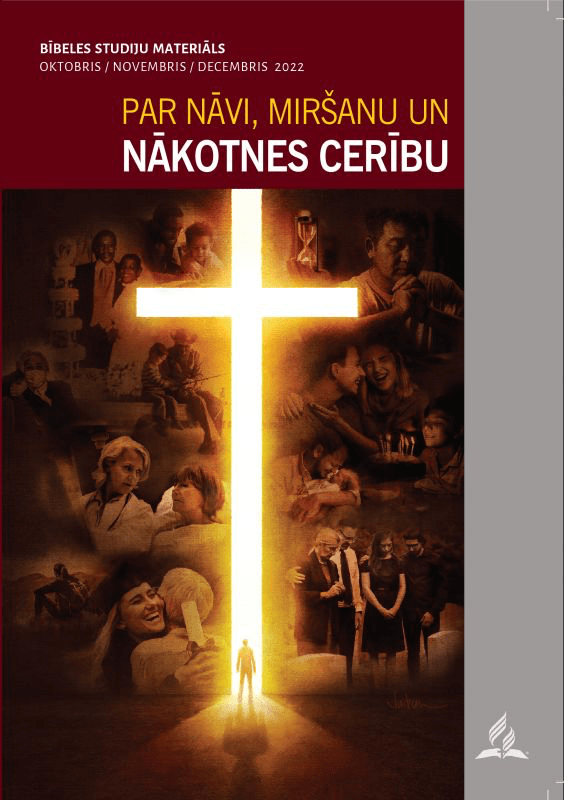 BĪBELES STUDIJU MATERIĀLS
OKTOBRIS / NOVEMBRIS / DECEMBRIS 2022
PAR NĀVI, MIRŠANU UN
NĀKOTNES CERĪBU